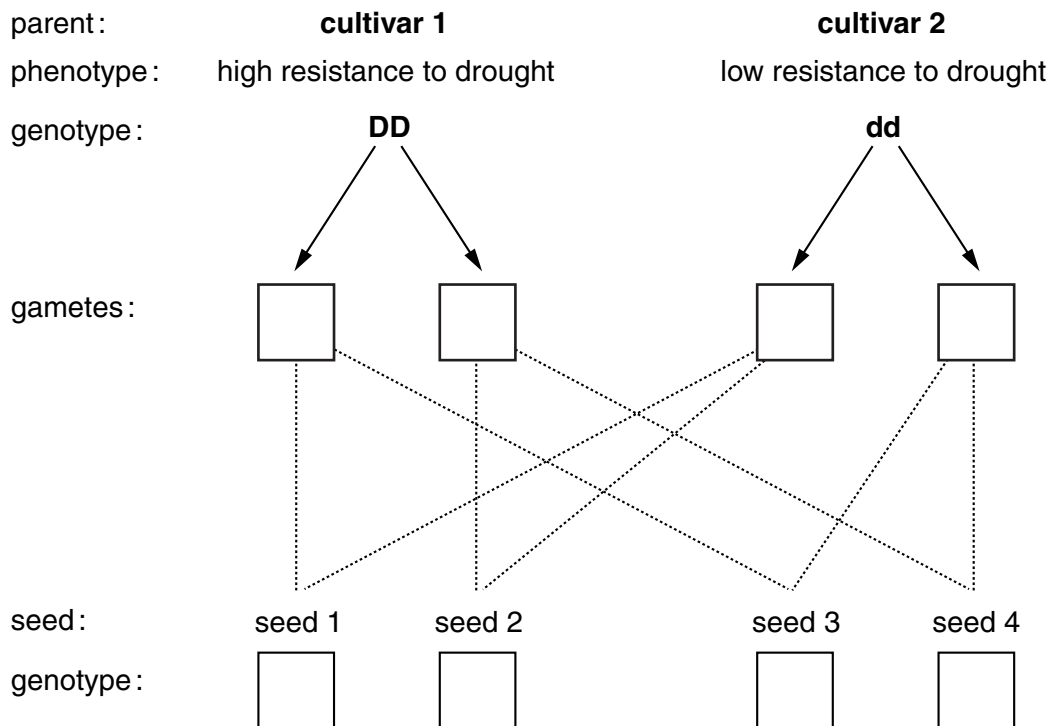 parent: cultivar 1 cultivar 2
phenotype: high resistance to drought low resistance to drought
genotype: DD dd
gametes:
seed: seed 1 seed 2 seed 3 seed 4
genotype: